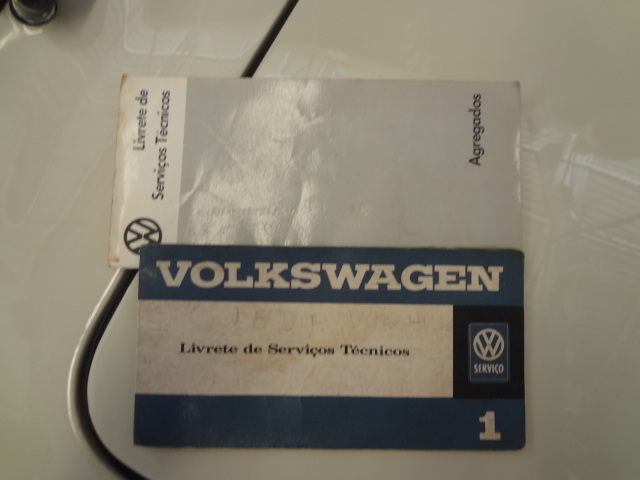 Livrete de
Serviços Técnicos
Agregados
VOLKSWAGEN
Livrete de Serviços Técnicos
SERVIÇO
1